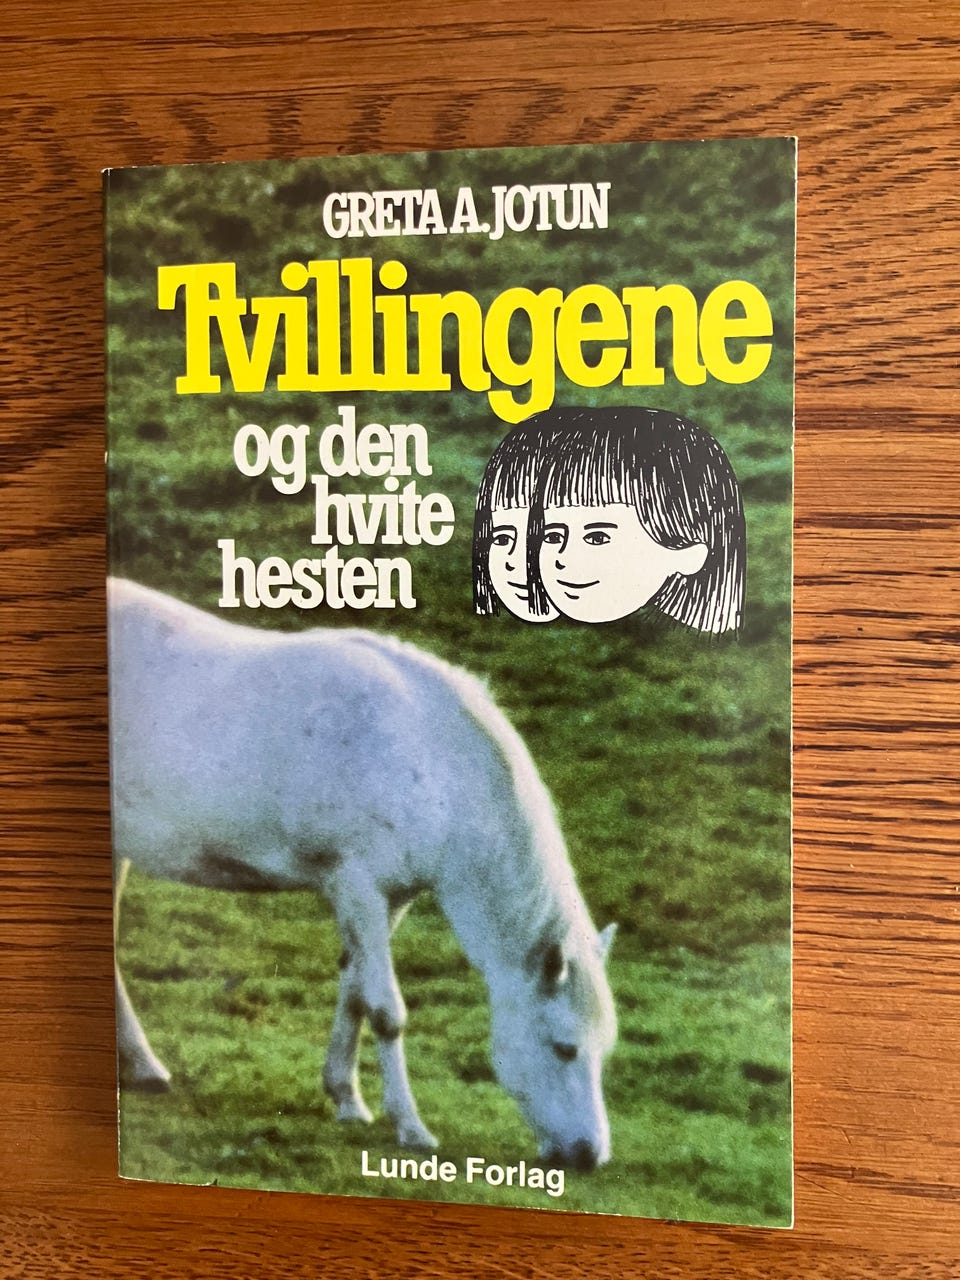 GRETA A. JOTUN
Tvillingene
og den
hvite
hesten
Lunde Forlag